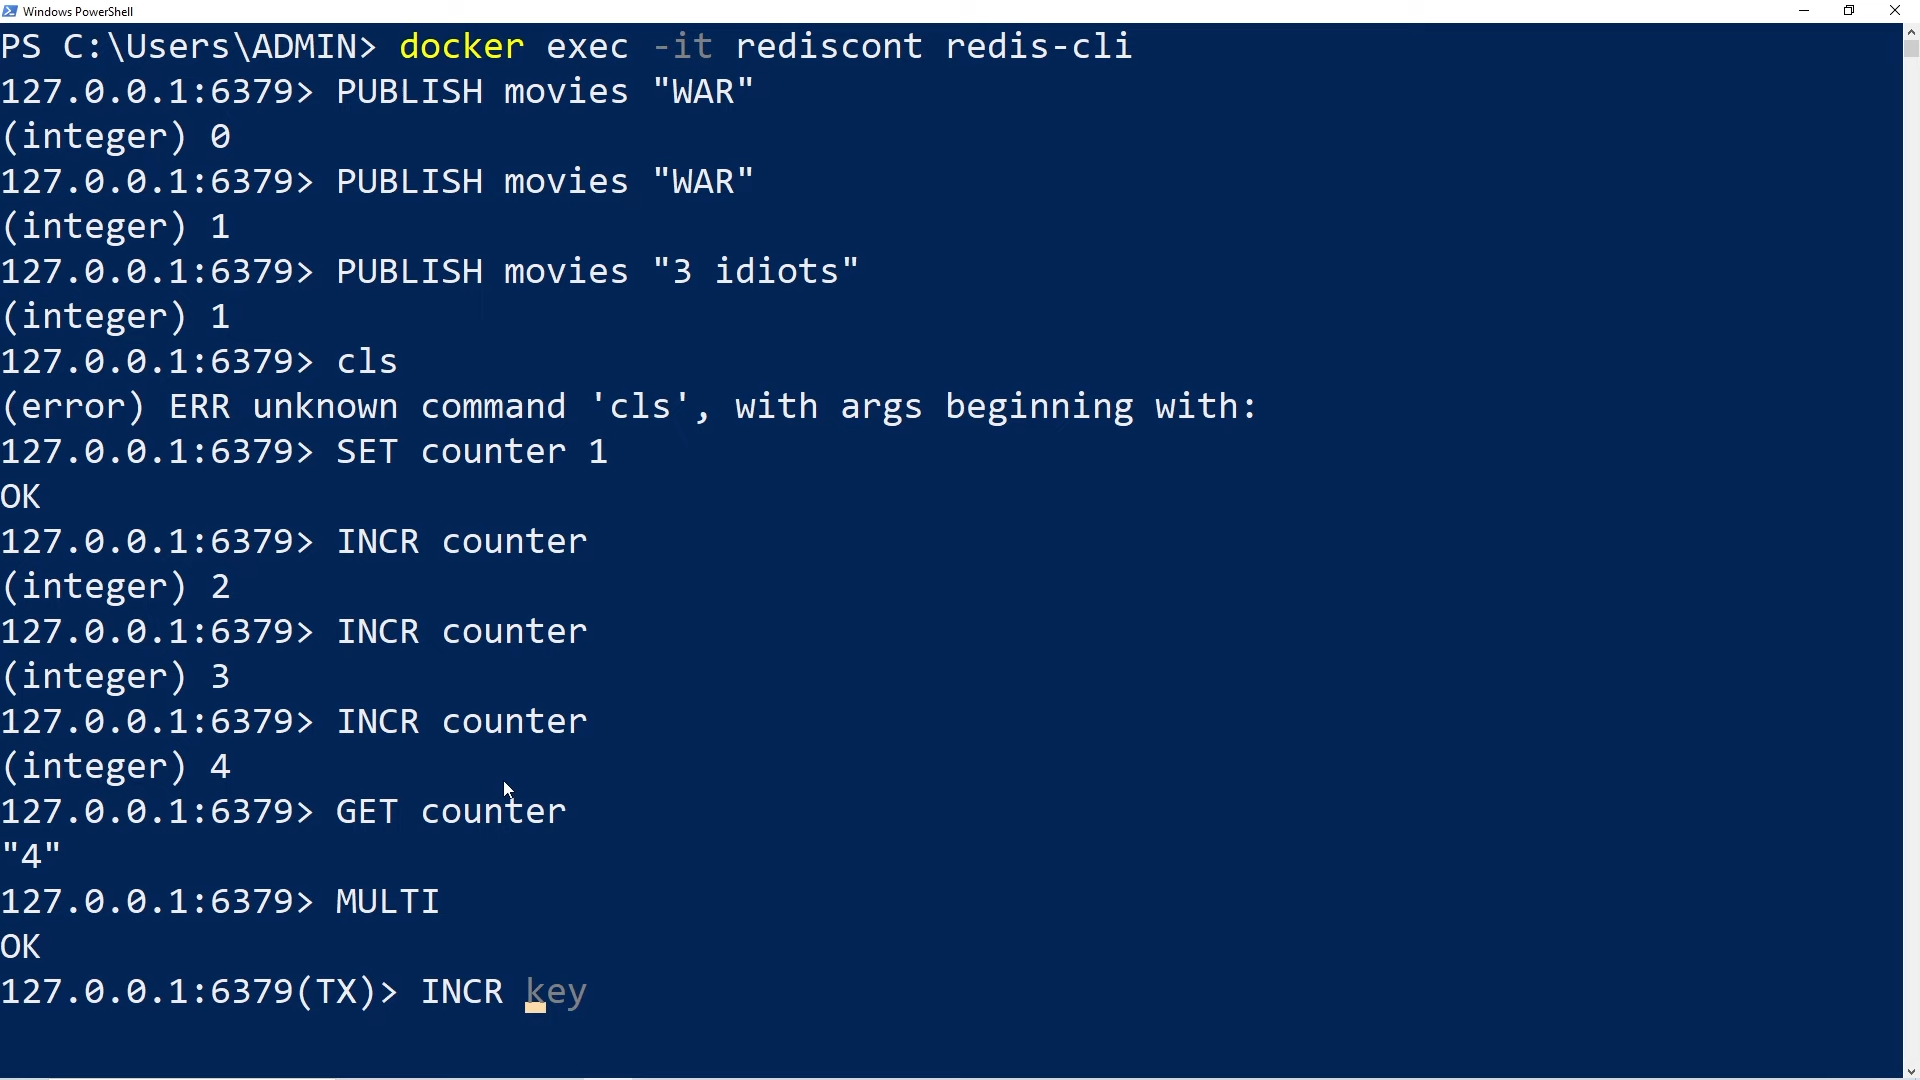 Windows PowerShell
PS C:\Users\ADMIN> docker exec -it rediscont redis-cli
127.0.0.1:6379> PUBLISH movies "WAR"
(integer) 0
127.0.0.1:6379> PUBLISH movies "WAR"
(integer) 1
127.0.0.1:6379> PUBLISH movies "3 idiots"
(integer) 1
127.0.0.1:6379> cls
(error) ERR unknown command 'cls', with args beginning with:
127.0.0.1:6379> SET counter 1
OK
127.0.0.1:6379> INCR counter
(integer) 2
127.0.0.1:6379> INCR counter
(integer) 3
127.0.0.1:6379> INCR counter
(integer) 4
127.0.0.1:6379> GET counter
"4"
127.0.0.1:6379> MULTI
OK
127.0.0.1:6379(TX)> INCR key